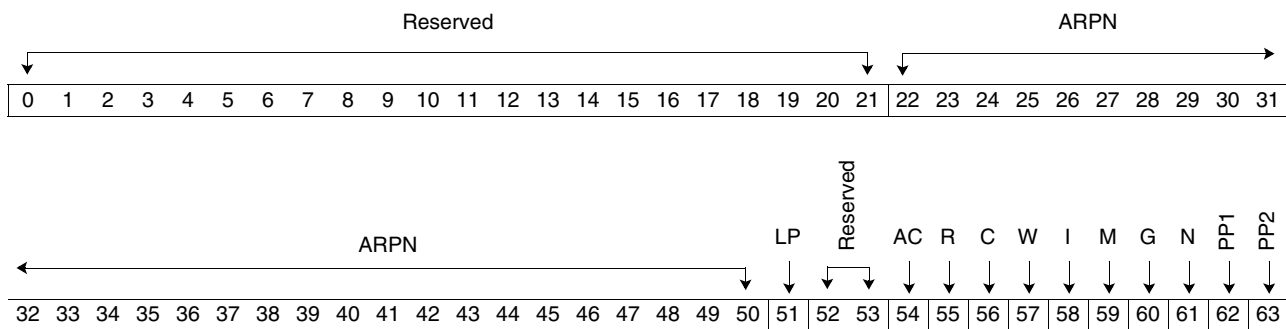 Reserved ARPN
0 1 2 3 4 5 6 7 8 9 10 11 12 13 14 15 16 17 18 19 20 21 22 23 24 25 26 27 28 29 30 31
ARPN LP Reserved AC R C W I M G N PP1 PP2
32 33 34 35 36 37 38 39 40 41 42 43 44 45 46 47 48 49 50 51 52 53 54 55 56 57 58 59 60 61 62 63